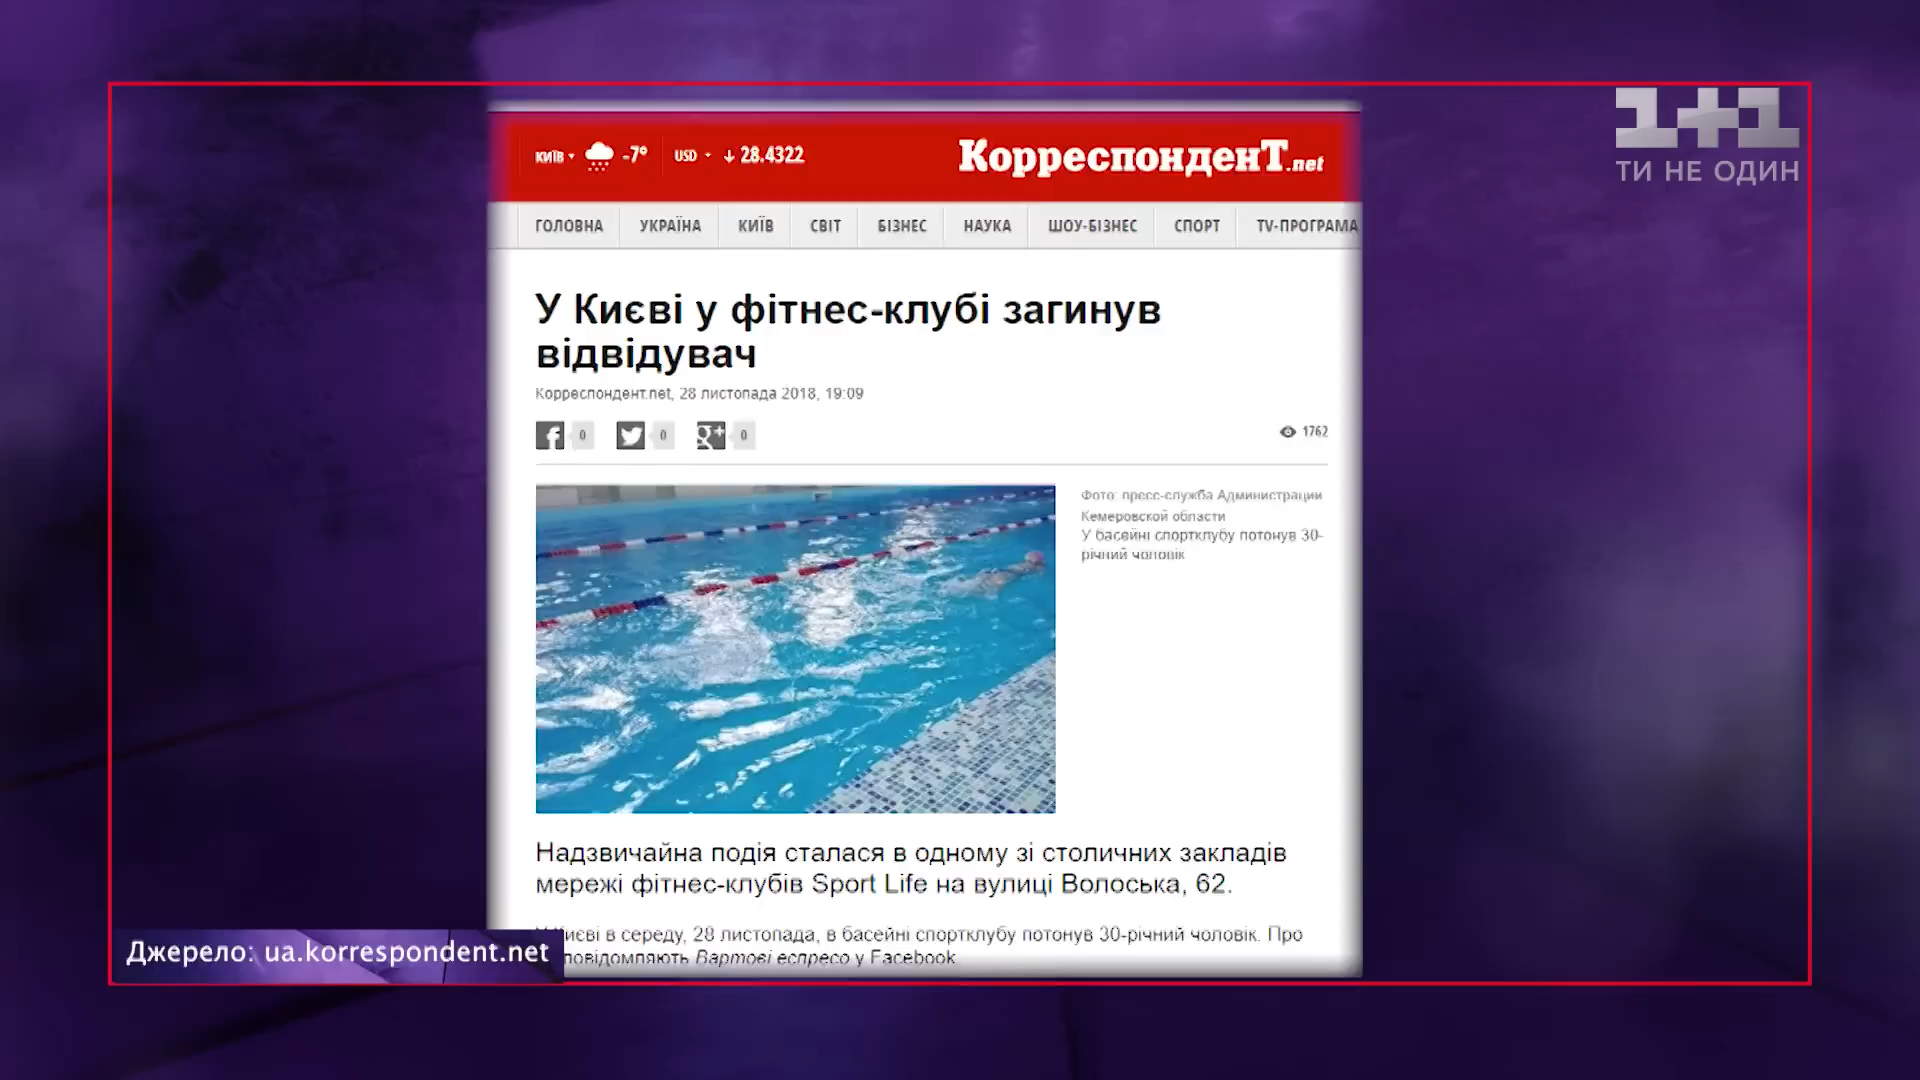 1+1
ТИ НЕ ОДИН
КИЇВ -7° USD 28.4322 КорреспонденТ.net
ГОЛОВНА УКРАЇНА КИЇВ СВІТ БІЗНЕС НАУКА ШОУ-БІЗНЕС СПОРТ TV-ПРОГРАМА
У Києві у фітнес-клубі загинув
відвідувач
Корреспондент.net, 28 листопада 2018, 19:09
0 0 g+ 0 1762
Фото: пресс-служба Администрации
Кемеровской области
У басейні спортклубу потонув 30-
річний чоловік
Надзвичайна подія сталася в одному зі столичних закладів
мережі фітнес-клубів Sport Life на вулиці Волоська, 62.
У Києві в середу, 28 листопада, в басейні спортклубу потонув 30-річний чоловік. Про
повідомляють Вартові еспресо у Facebook.
Джерело: ua.korrespondent.net